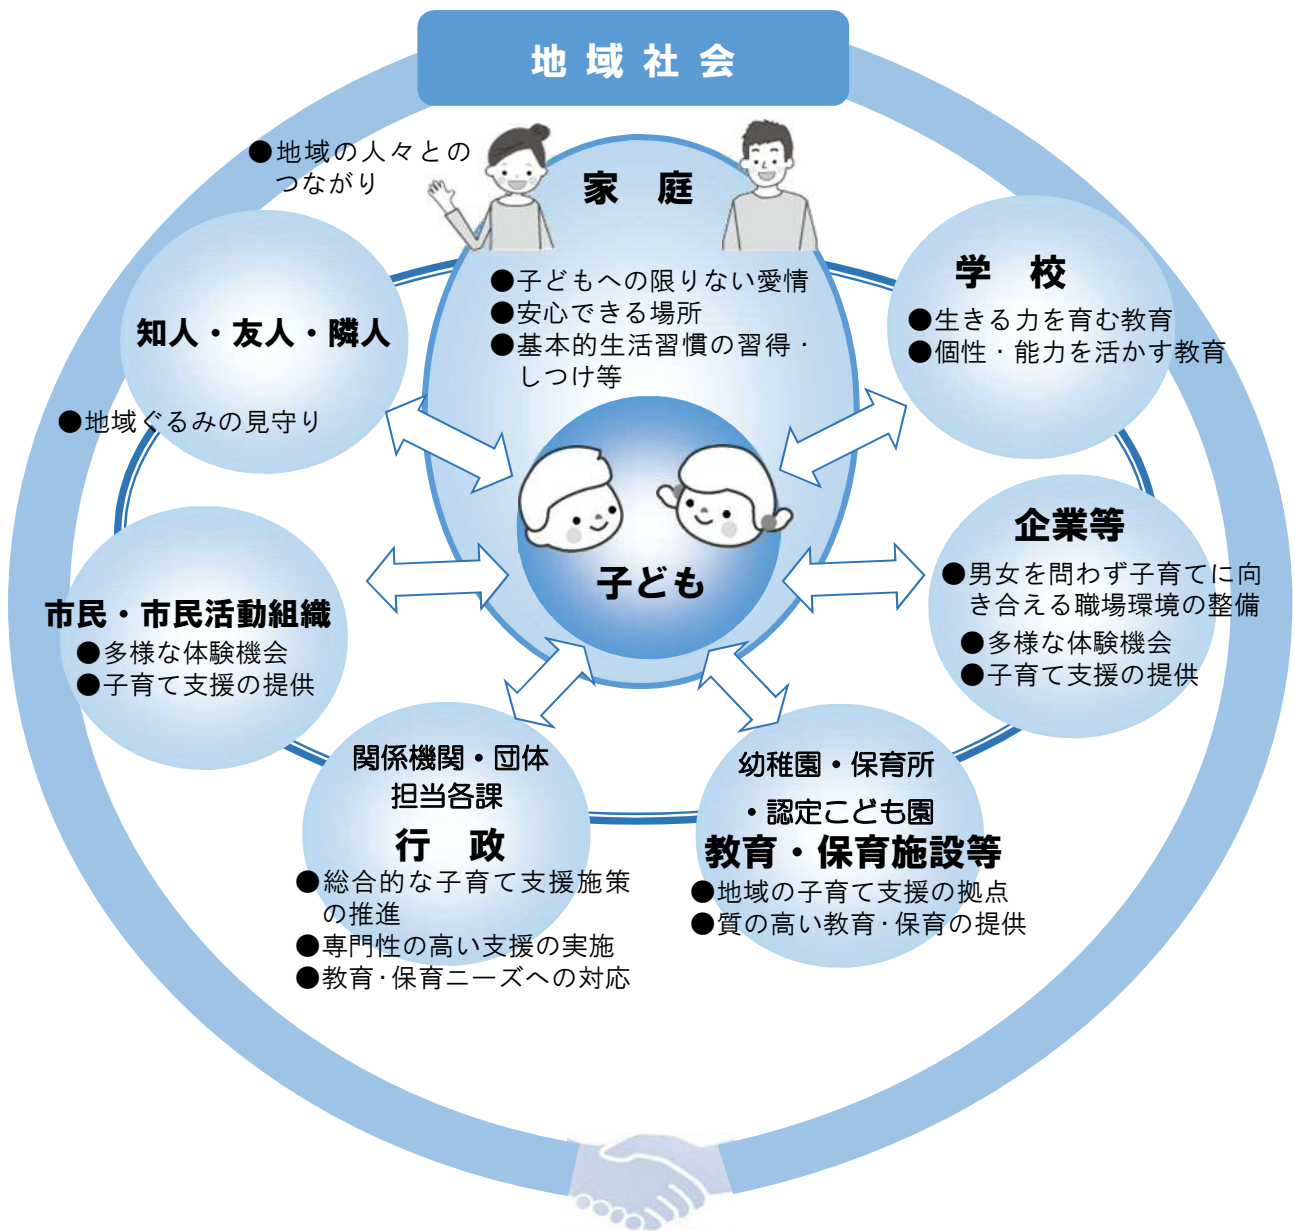 地域社会
●地域の人々との
つながり
家　庭
●子どもへの限りない愛情
●安心できる場所
●基本的生活習慣の習得・
しつけ等
学　校
●生きる力を育む教育
●個性・能力を活かす教育
知人・友人・隣人
●地域ぐるみの見守り
子ども
企業等
●男女を問わず子育てに向
き合える職場環境の整備
●多様な体験機会
●子育て支援の提供
市民・市民活動組織
●多様な体験機会
●子育て支援の提供
関係機関・団体
担当各課
行　政
●総合的な子育て支援施策
の推進
●専門性の高い支援の実施
●教育・保育ニーズへの対応
幼稚園・保育所
・認定こども園
教育・保育施設等
●地域の子育て支援の拠点
●質の高い教育・保育の提供